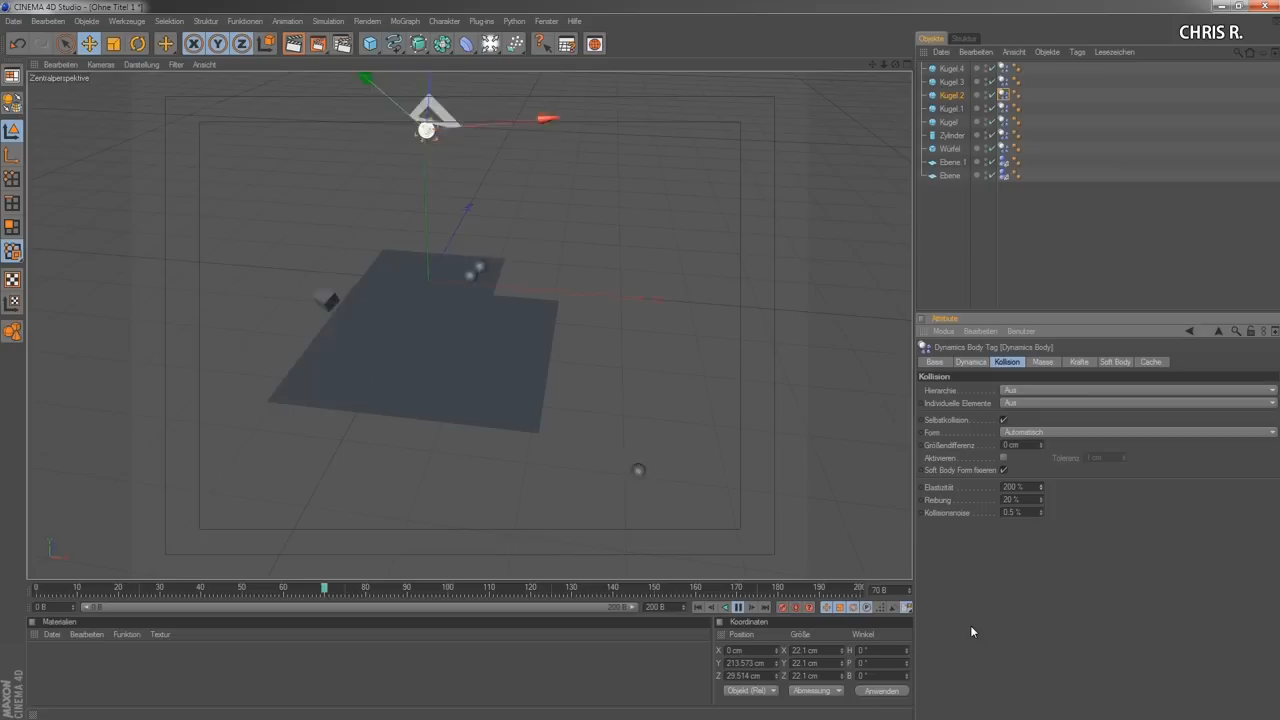 CINEMA 4D Studio - [Ohne Titel 1 *]
Datei Bearbeiten Objekte Werkzeuge Selektion Struktur Funktionen Animation Simulation Rendern MoGraph Charakter Plug-ins Python Fenster Hilfe
CHRIS R.
Objekte Struktur
Datei Bearbeiten Ansicht Objekte Tags Lesezeichen
Bearbeiten Kameras Darstellung Filter Ansicht
Zentralperspektive
Kugel.4
Kugel.3
Kugel.2
Kugel.1
Kugel
Zylinder
Würfel
Ebene.1
Ebene
Attribute
Modus Bearbeiten Benutzer
Dynamics Body Tag [Dynamics Body]
Basis Dynamics Kollision Masse Kräfte Soft Body Cache
Kollision
Hierarchie Aus
Individuelle Elemente Aus
Selbstkollision
Form Automatisch
Größendifferenz 0 cm
Aktivieren Toleranz 1 cm
Soft Body Form fixieren
Elastizität 200 %
Reibung 20 %
Kollisionsnoise 0.5 %
Y
0 10 20 30 40 50 60 70 80 90 100 110 120 130 140 150 160 170 180 190 200 70 B
0 B 0 B 200 B 200 B
Materialien
Datei Bearbeiten Funktion Textur
Koordinaten
Position Größe Winkel
X 0 cm X 22.1 cm H 0 °
Y 213.573 cm Y 22.1 cm P 0 °
Z 29.514 cm Z 22.1 cm B 0 °
Objekt (Rel) Abmessung Anwenden
MAXON
CINEMA 4D